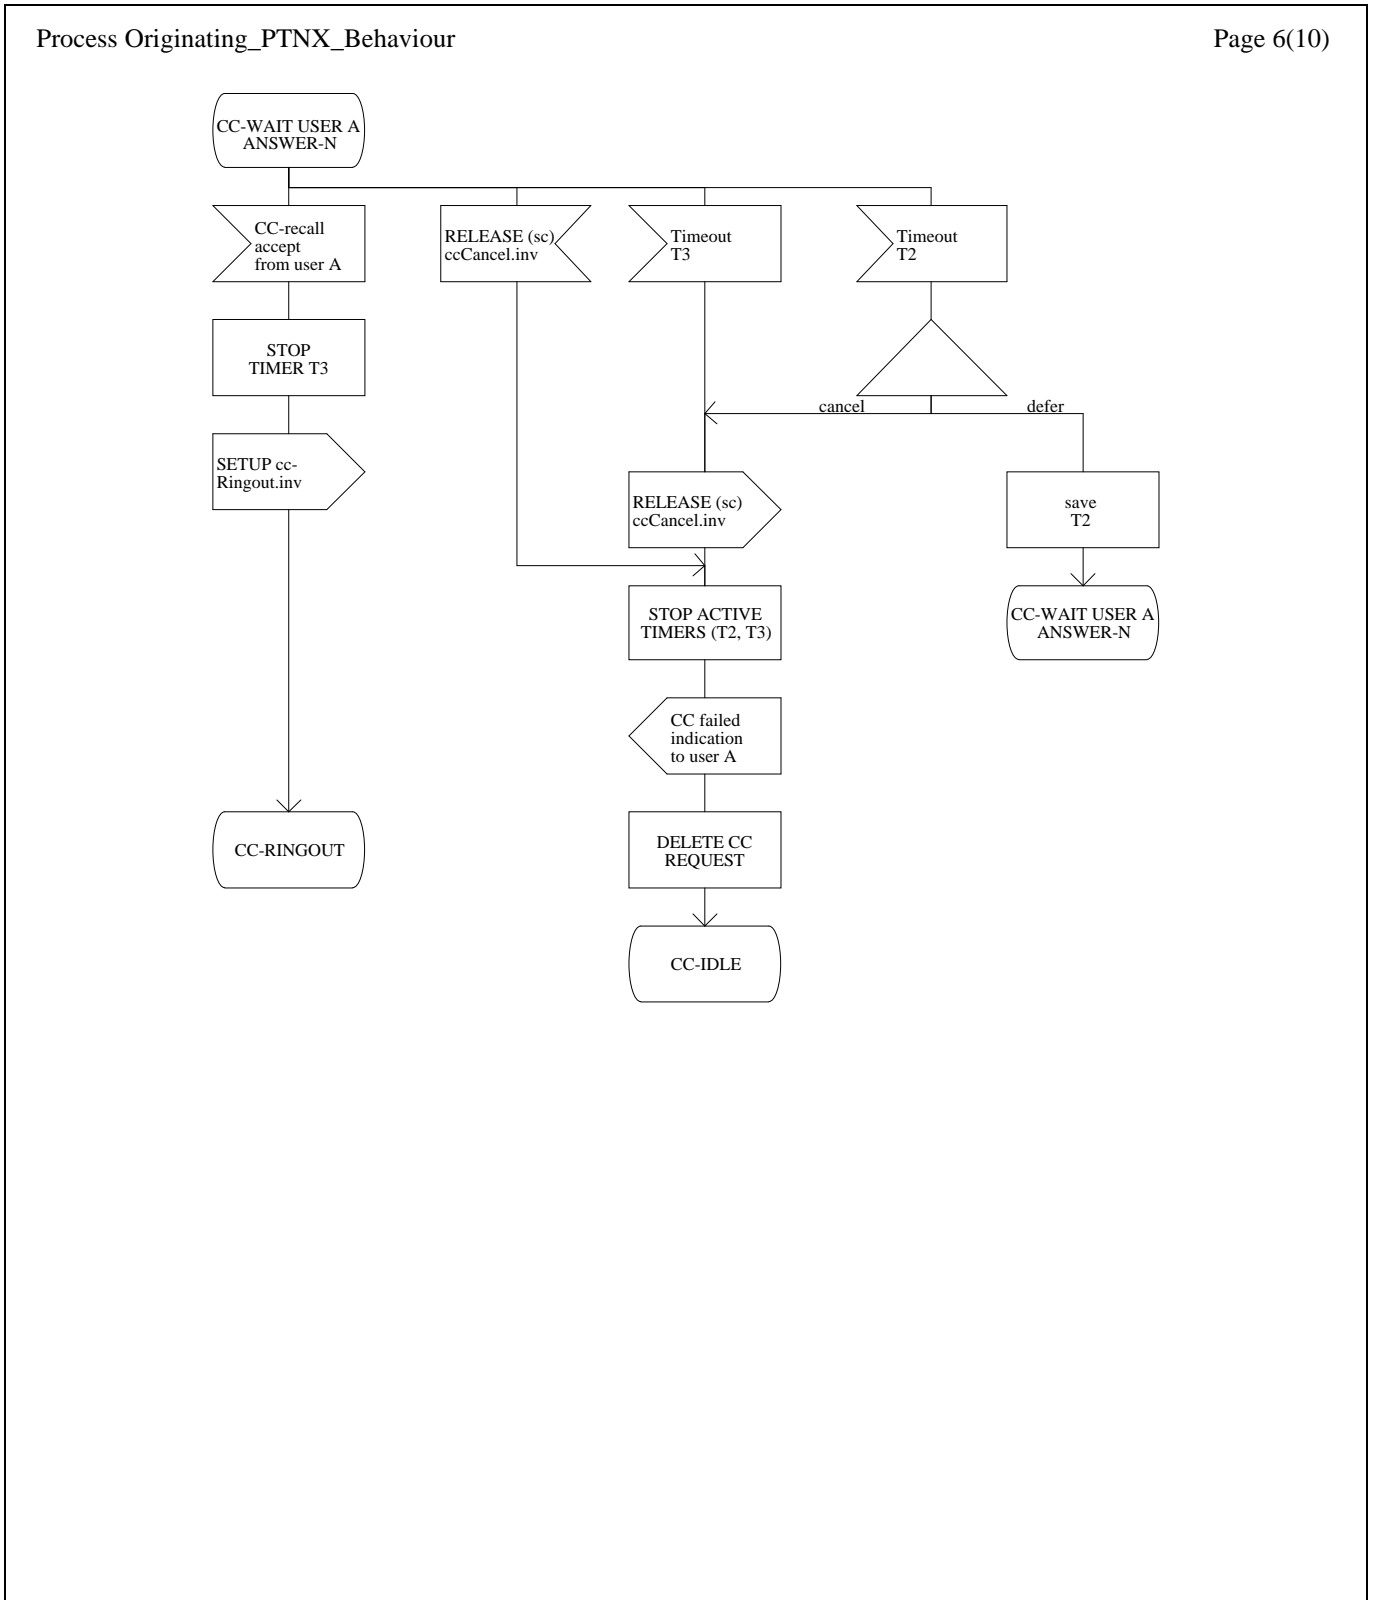 Process Originating_PTNX_Behaviour
Page 6(10)
CC-WAIT USER A
ANSWER-N
CC-recall
accept
from user A
RELEASE (sc)
ccCancel.inv
Timeout
T3
Timeout
T2
STOP
TIMER T3
cancel
defer
SETUP cc-
Ringout.inv
RELEASE (sc)
ccCancel.inv
save
T2
STOP ACTIVE
TIMERS (T2, T3)
CC-WAIT USER A
ANSWER-N
CC failed
indication
to user A
CC-RINGOUT
DELETE CC
REQUEST
CC-IDLE